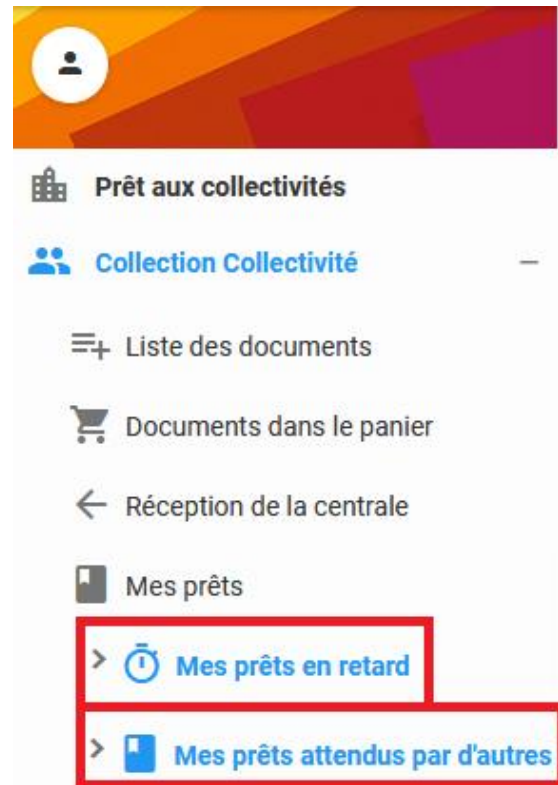 Prêt aux collectivités
Collection Collectivité
Liste des documents
Documents dans le panier
Réception de la centrale
Mes prêts
Mes prêts en retard
Mes prêts attendus par d'autres